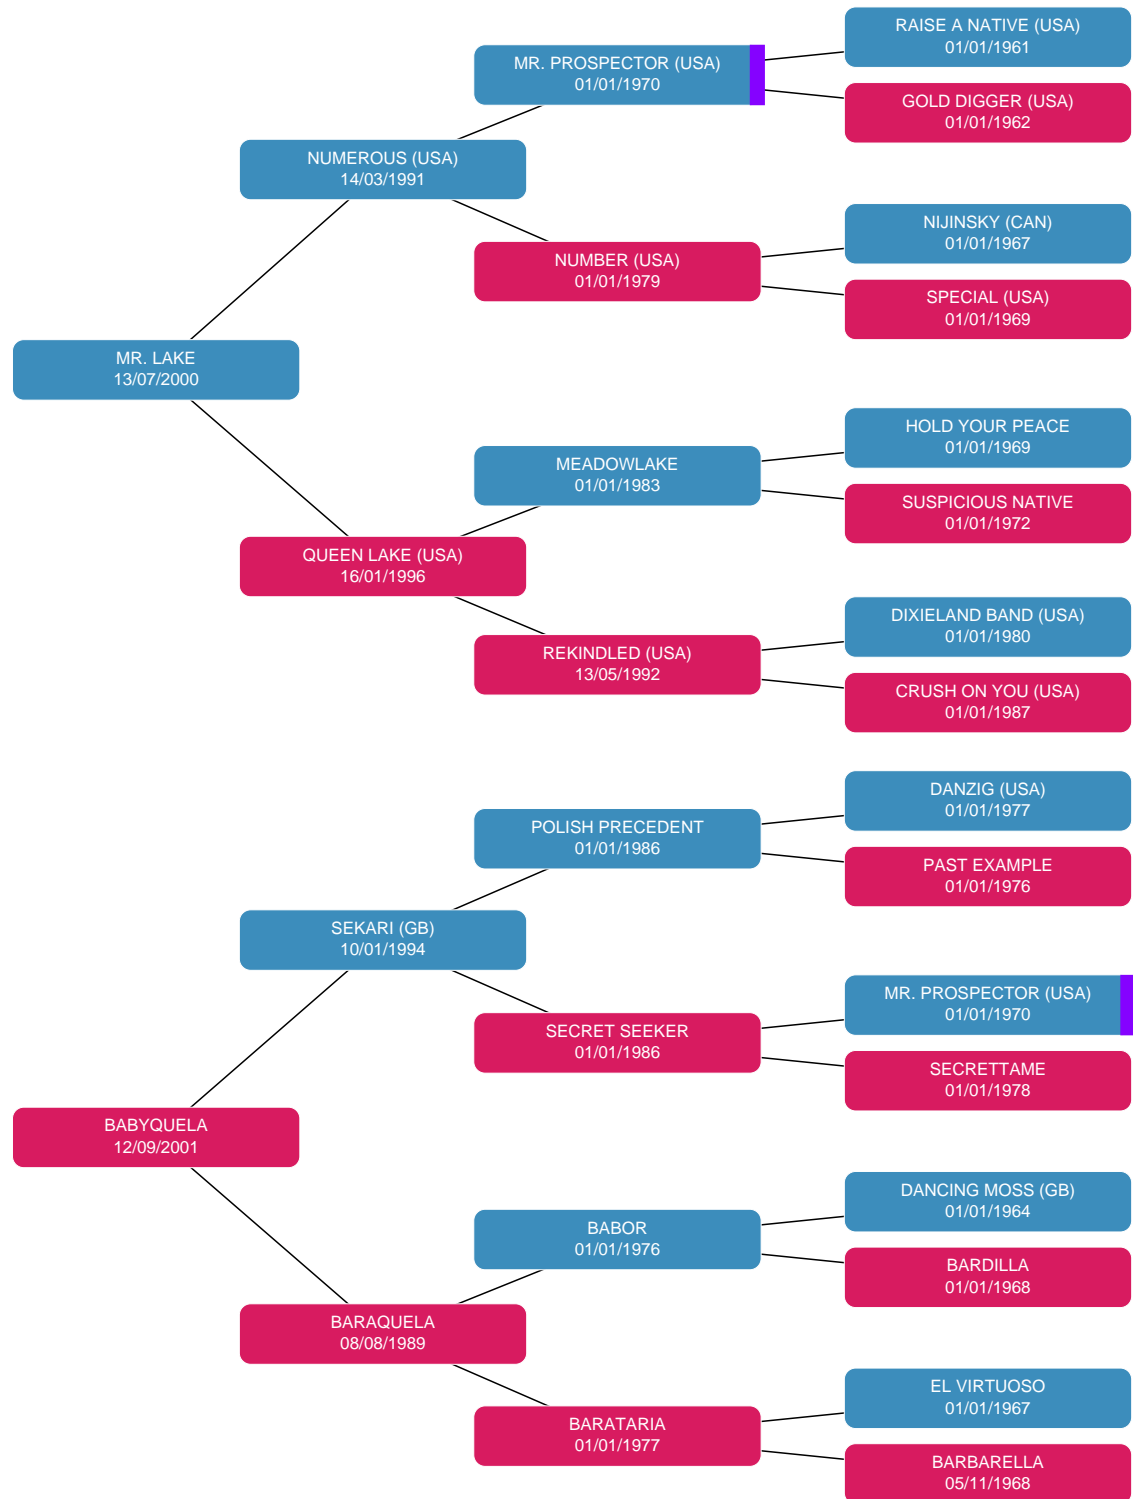 RAISE A NATIVE (USA)
01/01/1961
MR. PROSPECTOR (USA)
01/01/1970
GOLD DIGGER (USA)
01/01/1962
NUMEROUS (USA)
14/03/1991
NIJINSKY (CAN)
01/01/1967
NUMBER (USA)
01/01/1979
SPECIAL (USA)
01/01/1969
MR. LAKE
13/07/2000
HOLD YOUR PEACE
01/01/1969
MEADOWLAKE
01/01/1983
SUSPICIOUS NATIVE
01/01/1972
QUEEN LAKE (USA)
16/01/1996
DIXIELAND BAND (USA)
01/01/1980
REKINDLED (USA)
13/05/1992
CRUSH ON YOU (USA)
01/01/1987
DANZIG (USA)
01/01/1977
POLISH PRECEDENT
01/01/1986
PAST EXAMPLE
01/01/1976
SEKARI (GB)
10/01/1994
MR. PROSPECTOR (USA)
01/01/1970
SECRET SEEKER
01/01/1986
SECRETTAME
01/01/1978
BABYQUELA
12/09/2001
DANCING MOSS (GB)
01/01/1964
BABOR
01/01/1976
BARDILLA
01/01/1968
BARAQUELA
08/08/1989
EL VIRTUOSO
01/01/1967
BARATARIA
01/01/1977
BARBARELLA
05/11/1968